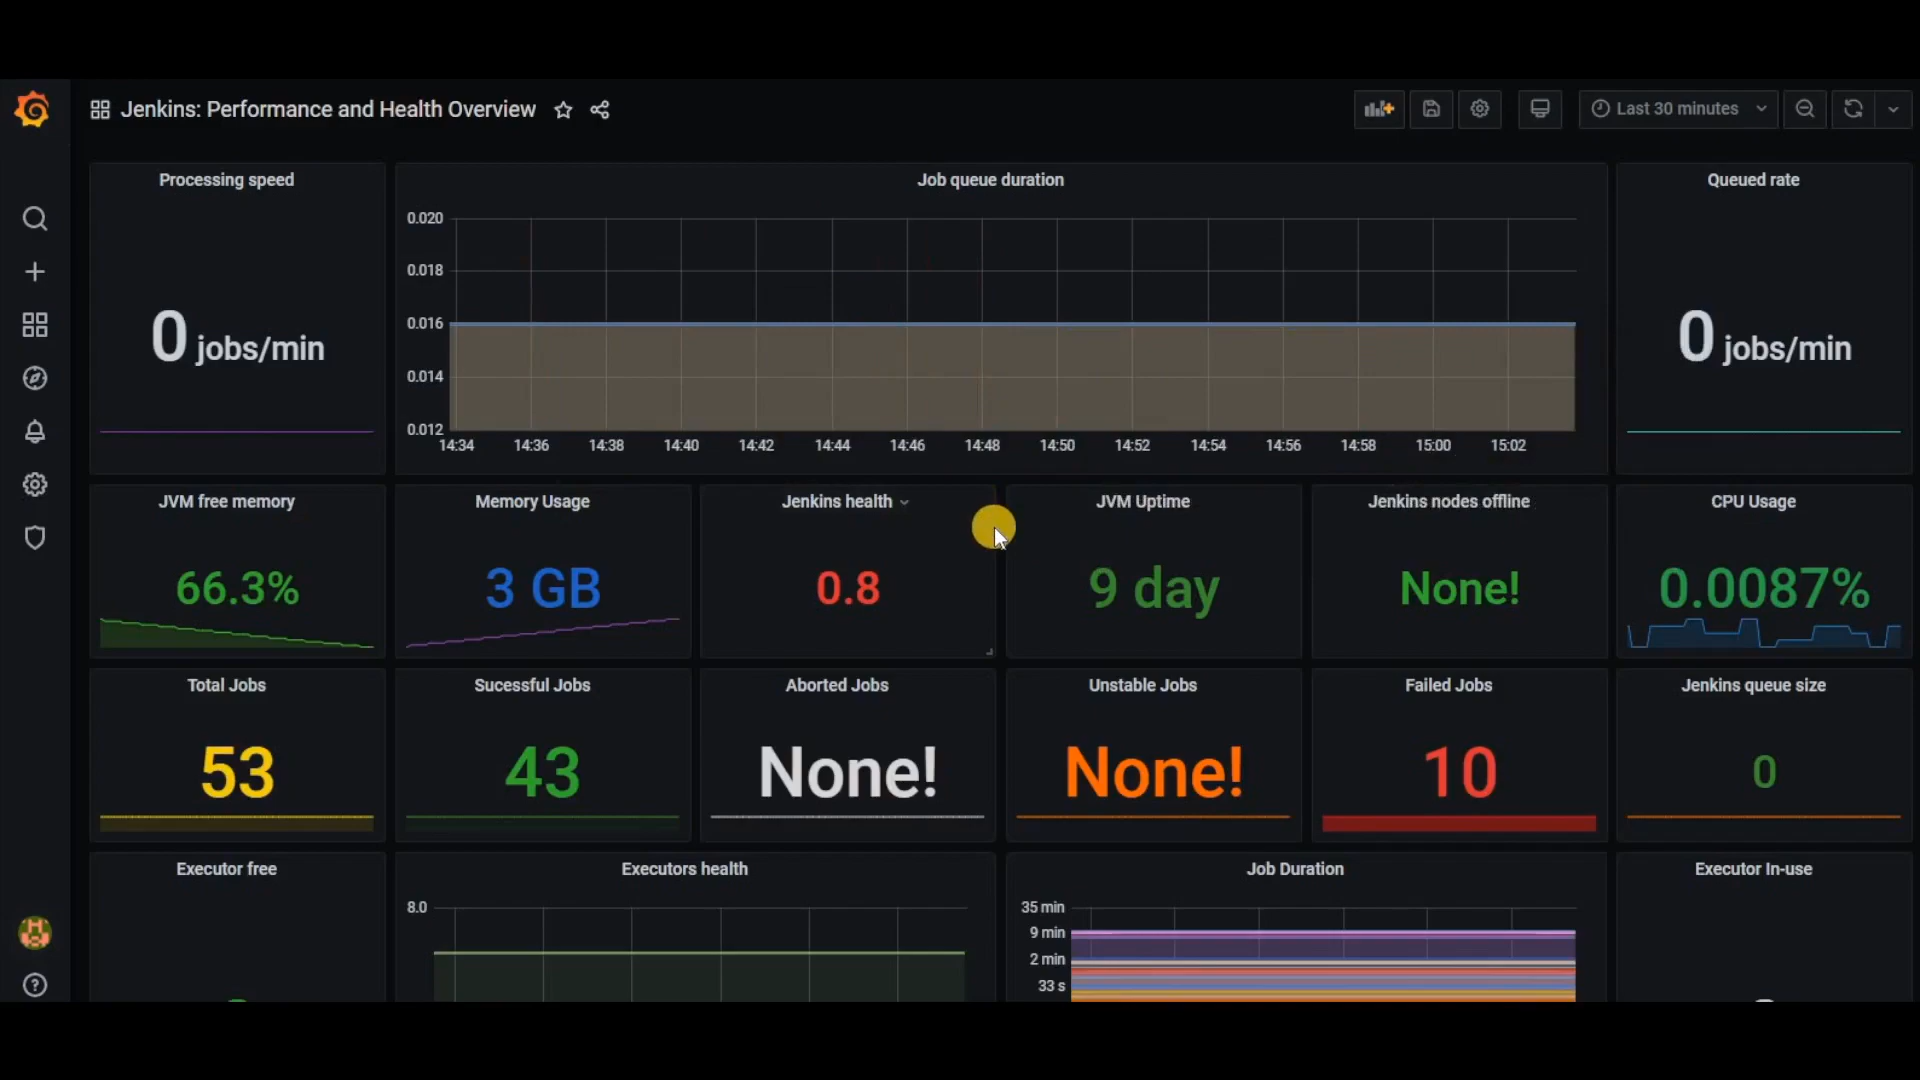 Jenkins: Performance and Health Overview
Last 30 minutes
Processing speed
0 jobs/min
Job queue duration
0.020
0.018
0.016
0.014
0.012
14:34 14:36 14:38 14:40 14:42 14:44 14:46 14:48 14:50 14:52 14:54 14:56 14:58 15:00 15:02
Queued rate
0 jobs/min
JVM free memory
66.3%
Memory Usage
3 GB
Jenkins health
0.8
JVM Uptime
9 day
Jenkins nodes offline
None!
CPU Usage
0.0087%
Total Jobs
53
Sucessful Jobs
43
Aborted Jobs
None!
Unstable Jobs
None!
Failed Jobs
10
Jenkins queue size
0
Executor free
Executors health
8.0
Job Duration
35 min
9 min
2 min
33 s
Executor In-use